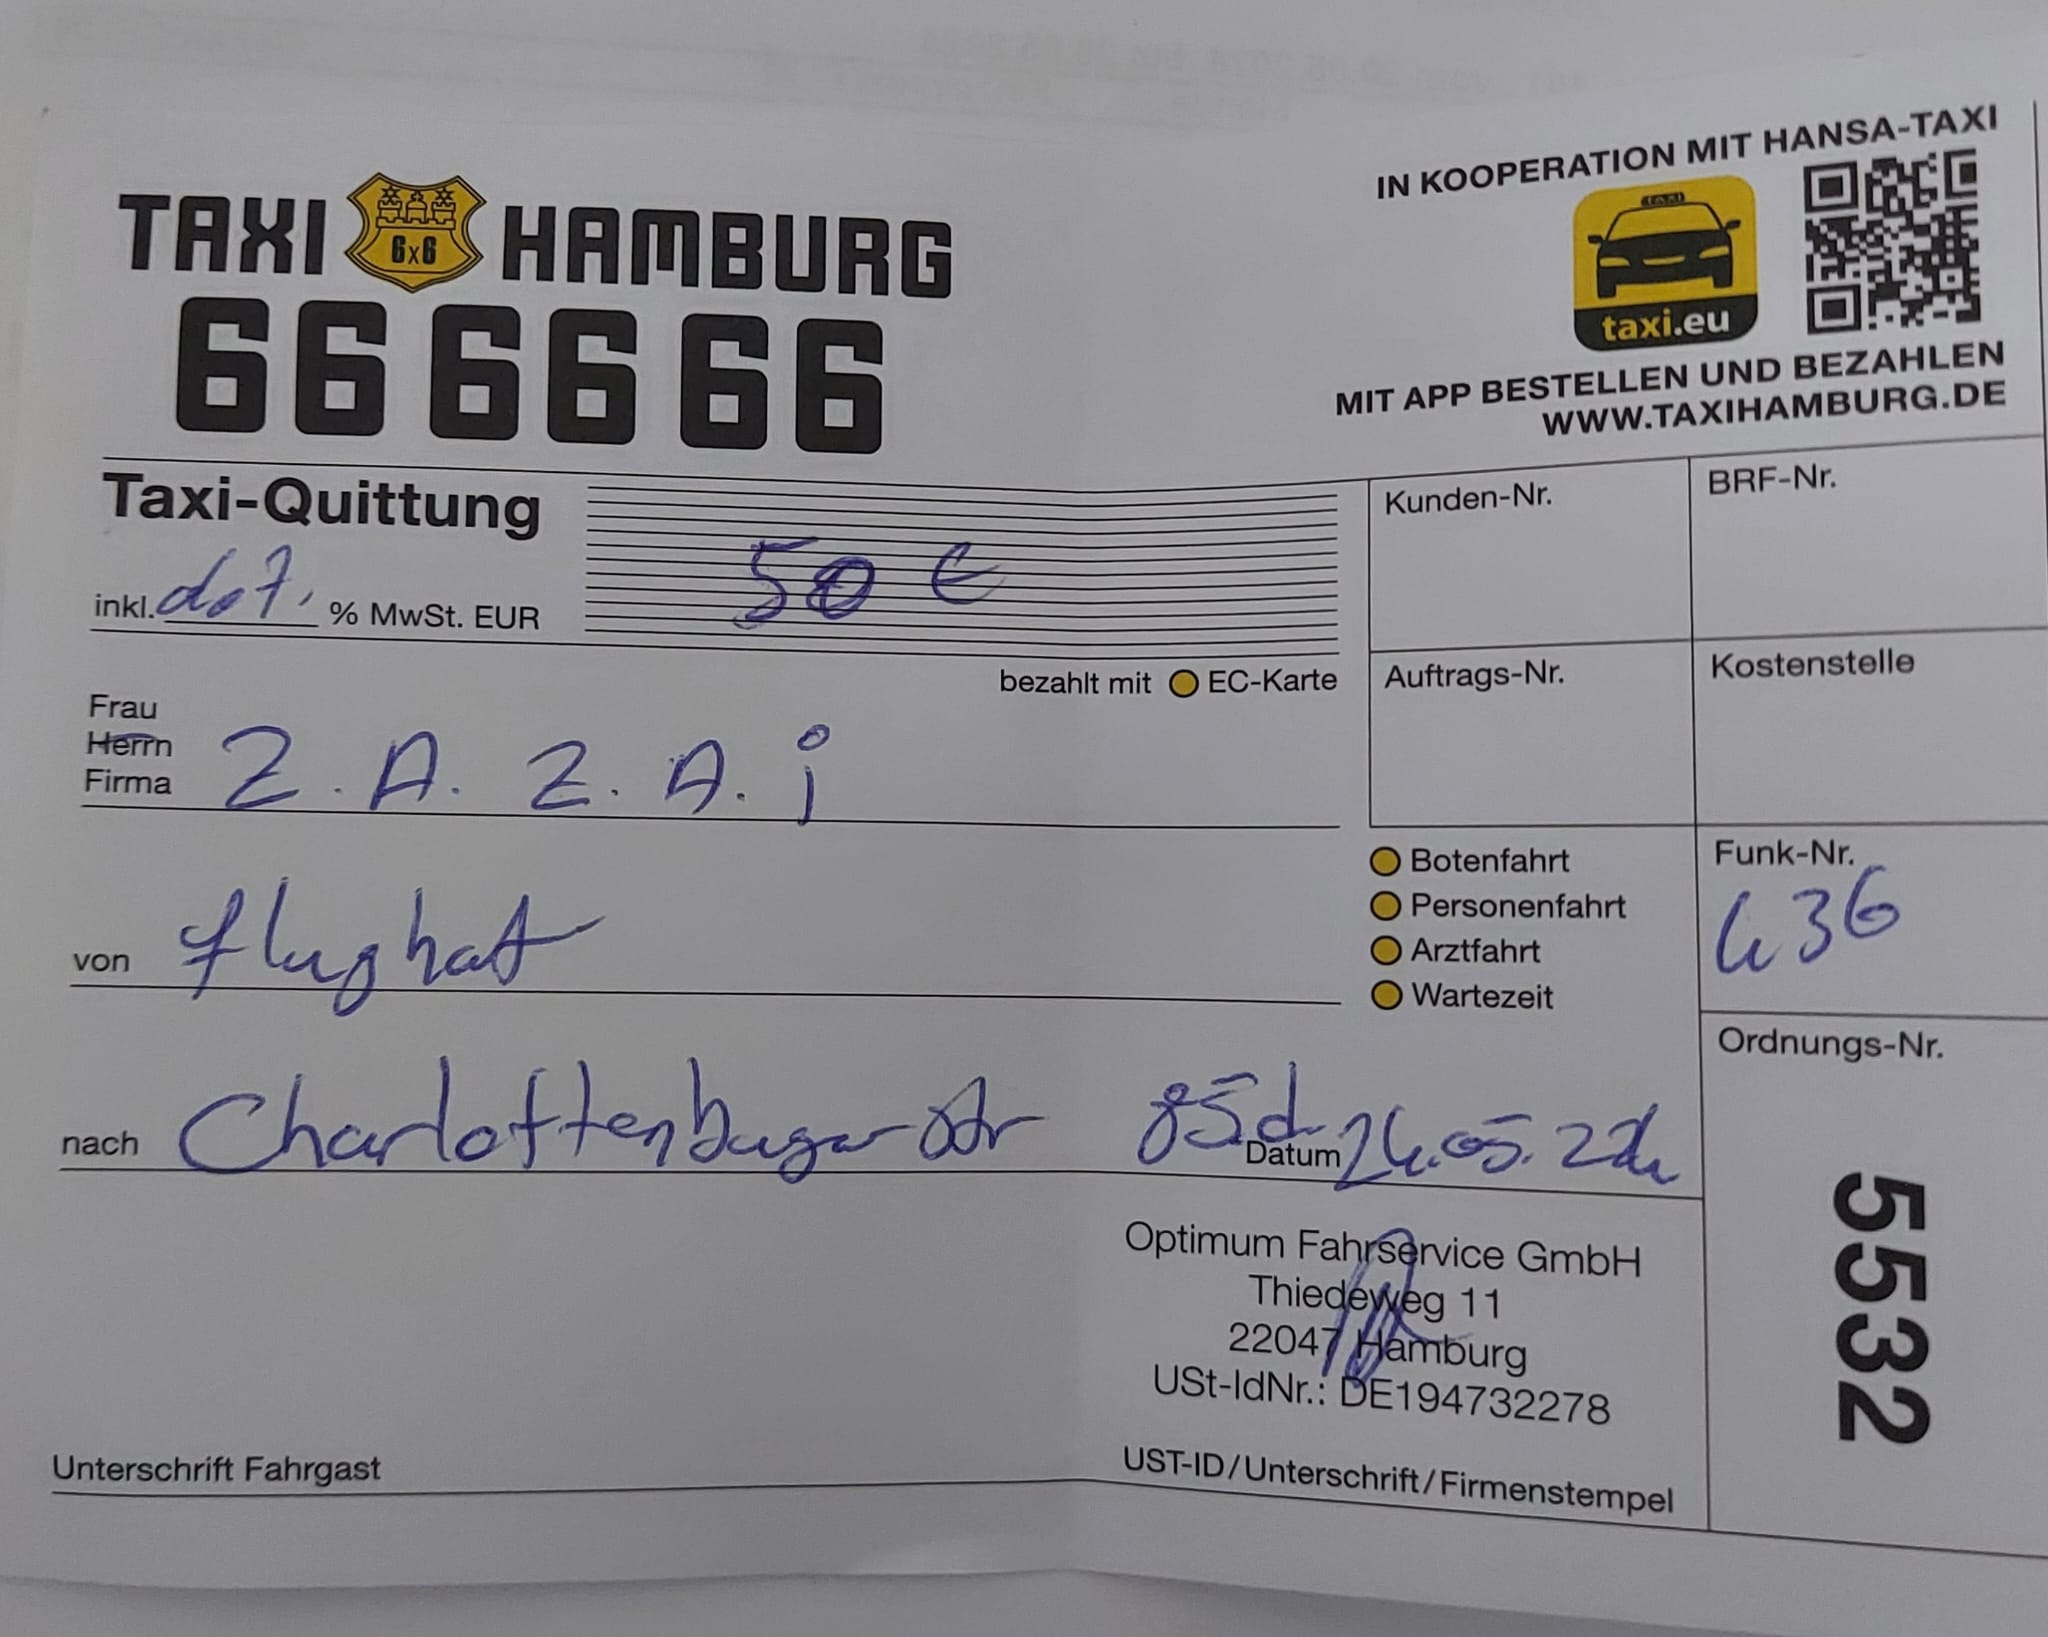 IN KOOPERATION MIT HANSA-TAXI
TAXI 6x6 HAMBURG
666666
TAXI
taxi.eu
MIT APP BESTELLEN UND BEZAHLEN
WWW.TAXIHAMBURG.DE
Taxi-Quittung
inkl. 7. % MwSt. EUR 50 €
Kunden-Nr.
BRF-Nr.
bezahlt mit EC-Karte
Auftrags-Nr.
Kostenstelle
Frau
Herrn
Firma
Z. A. Z. A. i
Botenfahrt
Personenfahrt
Arztfahrt
Wartezeit
Funk-Nr.
436
von flughaf
nach Charlottenburger Str 85d
Datum 24.05.24
Ordnungs-Nr.
5532
Optimum Fahrservice GmbH
Thiedeweg 11
22047 Hamburg
USt-IdNr.: DE194732278
Unterschrift Fahrgast
UST-ID/Unterschrift/Firmenstempel